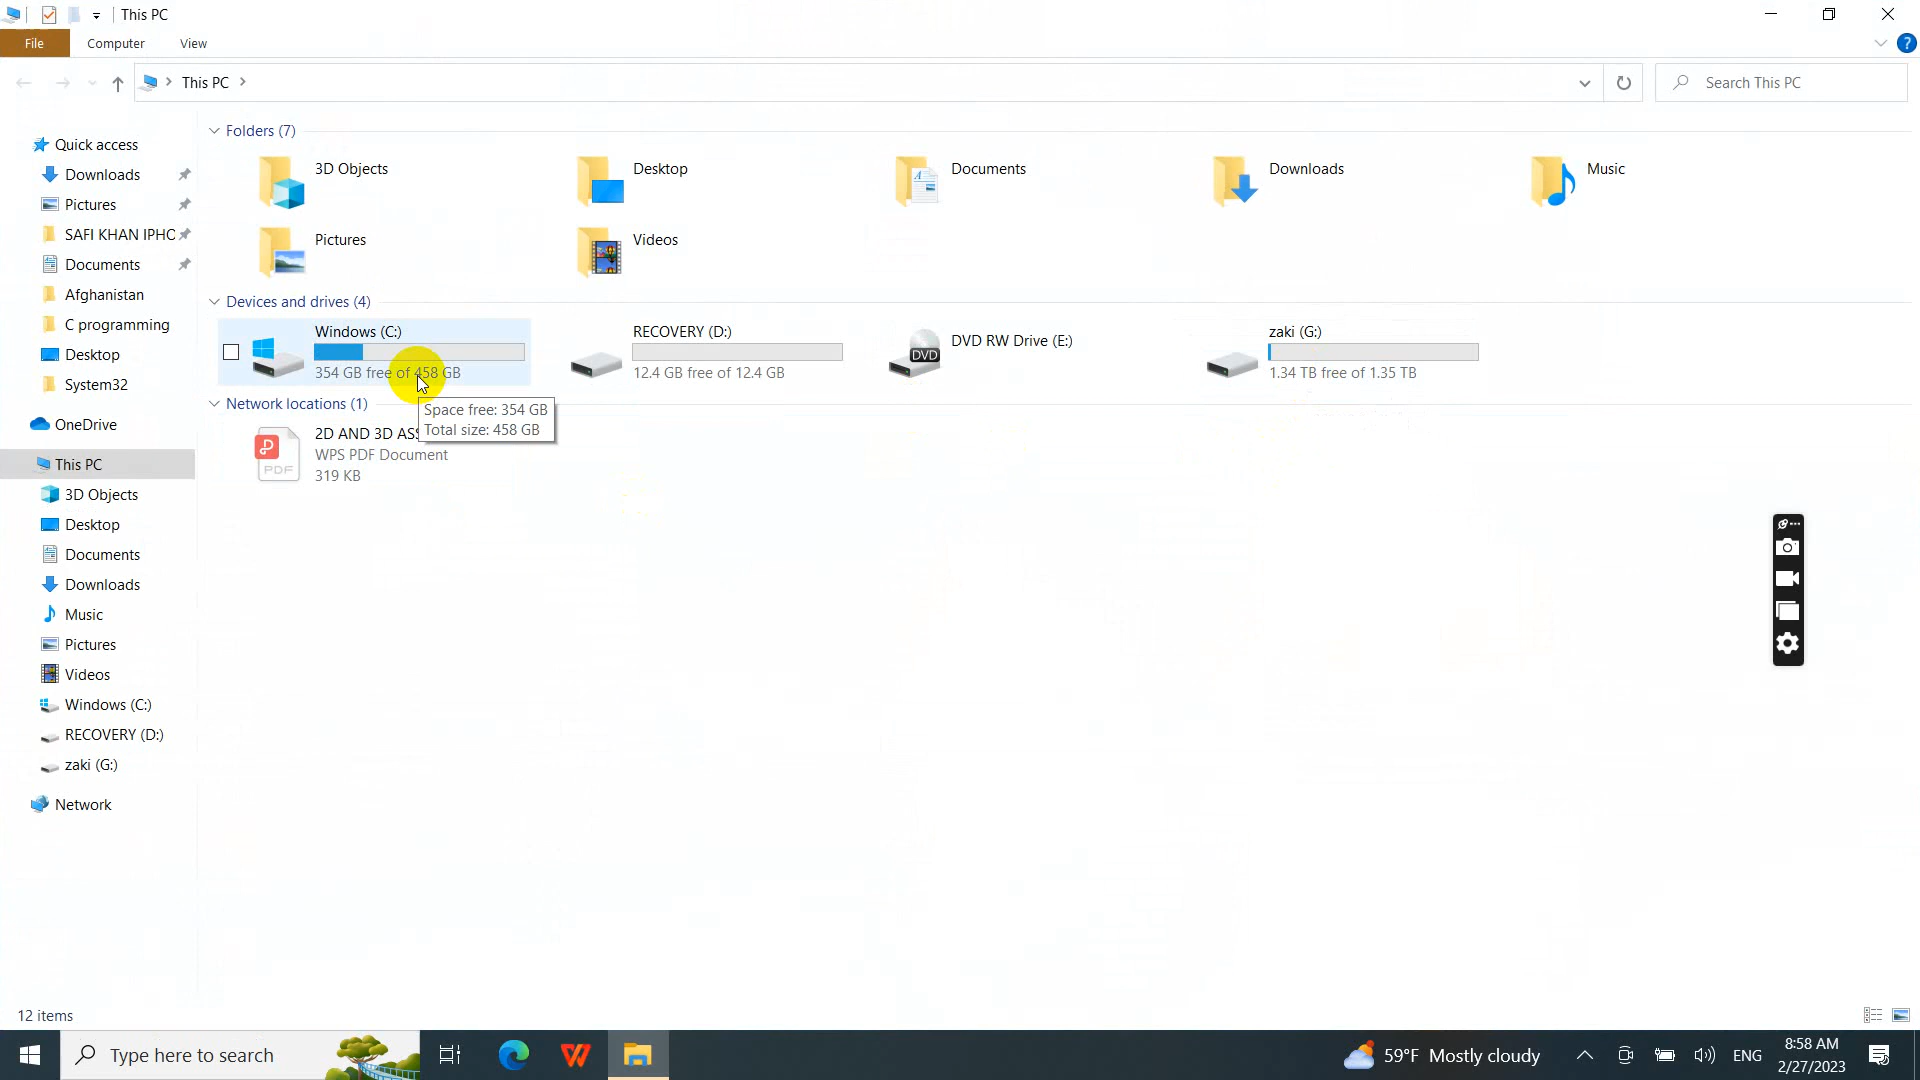 This PC
File
Computer
View
This PC
Search This PC
Quick access
Downloads
Pictures
SAFI KHAN IPHO
Documents
Afghanistan
C programming
Desktop
System32
OneDrive
This PC
3D Objects
Desktop
Documents
Downloads
Music
Pictures
Videos
Windows (C:)
RECOVERY (D:)
zaki (G:)
Network
Folders (7)
3D Objects
Desktop
Documents
Downloads
Music
Pictures
Videos
Devices and drives (4)
Windows (C:)
354 GB free of 458 GB
RECOVERY (D:)
12.4 GB free of 12.4 GB
DVD RW Drive (E:)
DVD
zaki (G:)
1.34 TB free of 1.35 TB
Space free: 354 GB
Total size: 458 GB
Network locations (1)
2D AND 3D ASS
WPS PDF Document
319 KB
PDF
12 items
Type here to search
59°F Mostly cloudy
ENG
8:58 AM
2/27/2023